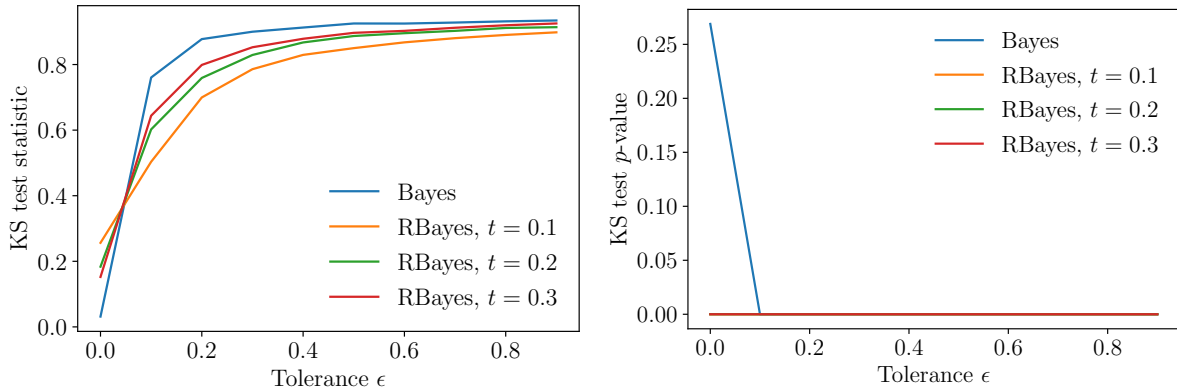 KS test statistic
0.8
0.6
0.4
0.2
0.0
Bayes
RBayes, t = 0.1
RBayes, t = 0.2
RBayes, t = 0.3
0.0 0.2 0.4 0.6 0.8
Tolerance ϵ
KS test p-value
0.25
0.20
0.15
0.10
0.05
0.00
Bayes
RBayes, t = 0.1
RBayes, t = 0.2
RBayes, t = 0.3
0.0 0.2 0.4 0.6 0.8
Tolerance ϵ